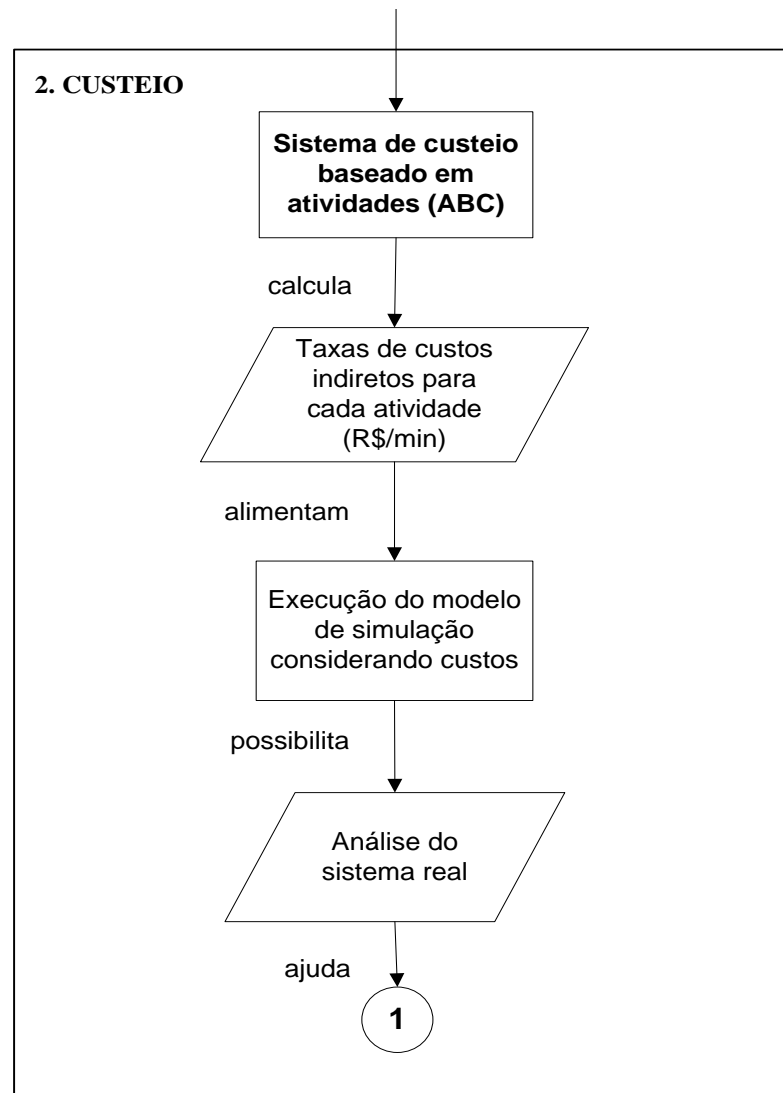 2. CUSTEIO
Sistema de custeio
baseado em
atividades (ABC)
calcula
Taxas de custos
indiretos para
cada atividade
(R$/min)
alimentam
Execução do modelo
de simulação
considerando custos
possibilita
Análise do
sistema real
ajuda
1